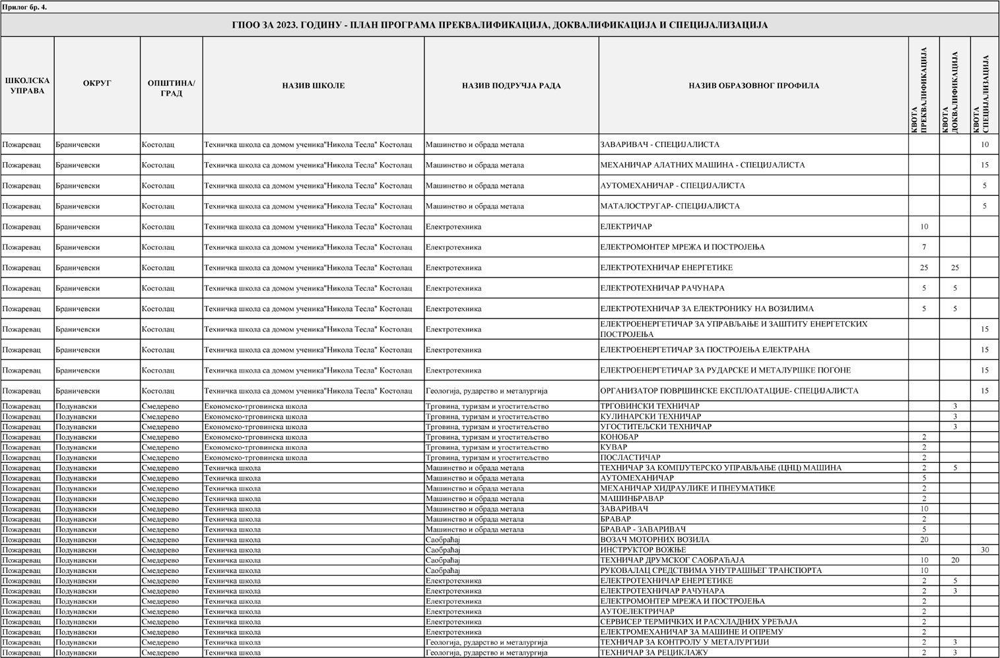 Прилог бр. 4.
ГПОО ЗА 2023. ГОДИНУ - ПЛАН ПРОГРАМА ПРЕКВАЛИФИКАЦИЈА, ДОКВАЛИФИКАЦИЈА И СПЕЦИЈАЛИЗАЦИЈА
ШКОЛСКА УПРАВА ОКРУГ ОПШТИНА/ ГРАД НАЗИВ ШКОЛЕ НАЗИВ ПОДРУЧЈА РАДА НАЗИВ ОБРАЗОВНОГ ПРОФИЛА КВОТА ПРЕКВАЛИФИКАЦИЈА КВОТА ДОКВАЛИФИКАЦИЈА КВОТА СПЕЦИЈАЛИЗАЦИЈА
Пожаревац Браничевски Костолац Техничка школа са домом ученика"Никола Тесла" Костолац Машинство и обрада метала ЗАВАРИВАЧ - СПЕЦИЈАЛИСТА 10
Пожаревац Браничевски Костолац Техничка школа са домом ученика"Никола Тесла" Костолац Машинство и обрада метала МЕХАНИЧАР АЛАТНИХ МАШИНА - СПЕЦИЈАЛИСТА 15
Пожаревац Браничевски Костолац Техничка школа са домом ученика"Никола Тесла" Костолац Машинство и обрада метала АУТОМЕХАНИЧАР - СПЕЦИЈАЛИСТА 5
Пожаревац Браничевски Костолац Техничка школа са домом ученика"Никола Тесла" Костолац Машинство и обрада метала МАТАЛОСТРУГАР- СПЕЦИЈАЛИСТА 5
Пожаревац Браничевски Костолац Техничка школа са домом ученика"Никола Тесла" Костолац Електротехника ЕЛЕКТРИЧАР 10
Пожаревац Браничевски Костолац Техничка школа са домом ученика"Никола Тесла" Костолац Електротехника ЕЛЕКТРОМОНТЕР МРЕЖА И ПОСТРОЈЕЊА 7
Пожаревац Браничевски Костолац Техничка школа са домом ученика"Никола Тесла" Костолац Електротехника ЕЛЕКТРОТЕХНИЧАР ЕНЕРГЕТИКЕ 25 25
Пожаревац Браничевски Костолац Техничка школа са домом ученика"Никола Тесла" Костолац Електротехника ЕЛЕКТРОТЕХНИЧАР РАЧУНАРА 5 5
Пожаревац Браничевски Костолац Техничка школа са домом ученика"Никола Тесла" Костолац Електротехника ЕЛЕКТРОТЕХНИЧАР ЗА ЕЛЕКТРОНИКУ НА ВОЗИЛИМА 5 5
Пожаревац Браничевски Костолац Техничка школа са домом ученика"Никола Тесла" Костолац Електротехника ЕЛЕКТРОЕНЕРГЕТИЧАР ЗА УПРАВЉАЊЕ И ЗАШТИТУ ЕНЕРГЕТСКИХ ПОСТРОЈЕЊА 15
Пожаревац Браничевски Костолац Техничка школа са домом ученика"Никола Тесла" Костолац Електротехника ЕЛЕКТРОЕНЕРГЕТИЧАР ЗА ПОСТРОЈЕЊА ЕЛЕКТРАНА 15
Пожаревац Браничевски Костолац Техничка школа са домом ученика"Никола Тесла" Костолац Електротехника ЕЛЕКТРОЕНЕРГЕТИЧАР ЗА РУДАРСКЕ И МЕТАЛУРШКЕ ПОГОНЕ 15
Пожаревац Браничевски Костолац Техничка школа са домом ученика"Никола Тесла" Костолац Геологија, рударство и металургија ОРГАНИЗАТОР ПОВРШИНСКЕ ЕКСПЛОАТАЦИЈЕ- СПЕЦИЈАЛИСТА 15
Пожаревац Подунавски Смедерево Економско-трговинска школа Трговина, туризам и угоститељство ТРГОВИНСКИ ТЕХНИЧАР 3
Пожаревац Подунавски Смедерево Економско-трговинска школа Трговина, туризам и угоститељство КУЛИНАРСКИ ТЕХНИЧАР 3
Пожаревац Подунавски Смедерево Економско-трговинска школа Трговина, туризам и угоститељство УГОСТИТЕЉСКИ ТЕХНИЧАР 3
Пожаревац Подунавски Смедерево Економско-трговинска школа Трговина, туризам и угоститељство КОНОБАР 2
Пожаревац Подунавски Смедерево Економско-трговинска школа Трговина, туризам и угоститељство КУВАР 2
Пожаревац Подунавски Смедерево Економско-трговинска школа Трговина, туризам и угоститељство ПОСЛАСТИЧАР 2
Пожаревац Подунавски Смедерево Техничка школа Машинство и обрада метала ТЕХНИЧАР ЗА КОМПЈУТЕРСКО УПРАВЉАЊЕ (ЦНЦ) МАШИНА 2 5
Пожаревац Подунавски Смедерево Техничка школа Машинство и обрада метала АУТОМЕХАНИЧАР 5
Пожаревац Подунавски Смедерево Техничка школа Машинство и обрада метала МЕХАНИЧАР ХИДРАУЛИКЕ И ПНЕУМАТИКЕ 2
Пожаревац Подунавски Смедерево Техничка школа Машинство и обрада метала МАШИНБРАВАР 2
Пожаревац Подунавски Смедерево Техничка школа Машинство и обрада метала ЗАВАРИВАЧ 10
Пожаревац Подунавски Смедерево Техничка школа Машинство и обрада метала БРАВАР 2
Пожаревац Подунавски Смедерево Техничка школа Машинство и обрада метала БРАВАР - ЗАВАРИВАЧ 5
Пожаревац Подунавски Смедерево Техничка школа Саобраћај ВОЗАЧ МОТОРНИХ ВОЗИЛА 20
Пожаревац Подунавски Смедерево Техничка школа Саобраћај ИНСТРУКТОР ВОЖЊЕ 30
Пожаревац Подунавски Смедерево Техничка школа Саобраћај ТЕХНИЧАР ДРУМСКОГ САОБРАЋАЈА 10 20
Пожаревац Подунавски Смедерево Техничка школа Саобраћај РУКОВАЛАЦ СРЕДСТВИМА УНУТРАШЊЕГ ТРАНСПОРТА 10
Пожаревац Подунавски Смедерево Техничка школа Електротехника ЕЛЕКТРОТЕХНИЧАР ЕНЕРГЕТИКЕ 2 5
Пожаревац Подунавски Смедерево Техничка школа Електротехника ЕЛЕКТРОТЕХНИЧАР РАЧУНАРА 2 3
Пожаревац Подунавски Смедерево Техничка школа Електротехника ЕЛЕКТРОМОНТЕР МРЕЖА И ПОСТРОЈЕЊА 2
Пожаревац Подунавски Смедерево Техничка школа Електротехника АУТОЕЛЕКТРИЧАР 2
Пожаревац Подунавски Смедерево Техничка школа Електротехника СЕРВИСЕР ТЕРМИЧКИХ И РАСХЛАДНИХ УРЕЂАЈА 2
Пожаревац Подунавски Смедерево Техничка школа Електротехника ЕЛЕКТРОМЕХАНИЧАР ЗА МАШИНЕ И ОПРЕМУ 2
Пожаревац Подунавски Смедерево Техничка школа Геологија, рударство и металургија ТЕХНИЧАР ЗА КОНТРОЛУ У МЕТАЛУРГИЈИ 2 3
Пожаревац Подунавски Смедерево Техничка школа Геологија, рударство и металургија ТЕХНИЧАР ЗА РЕЦИКЛАЖУ 2 3